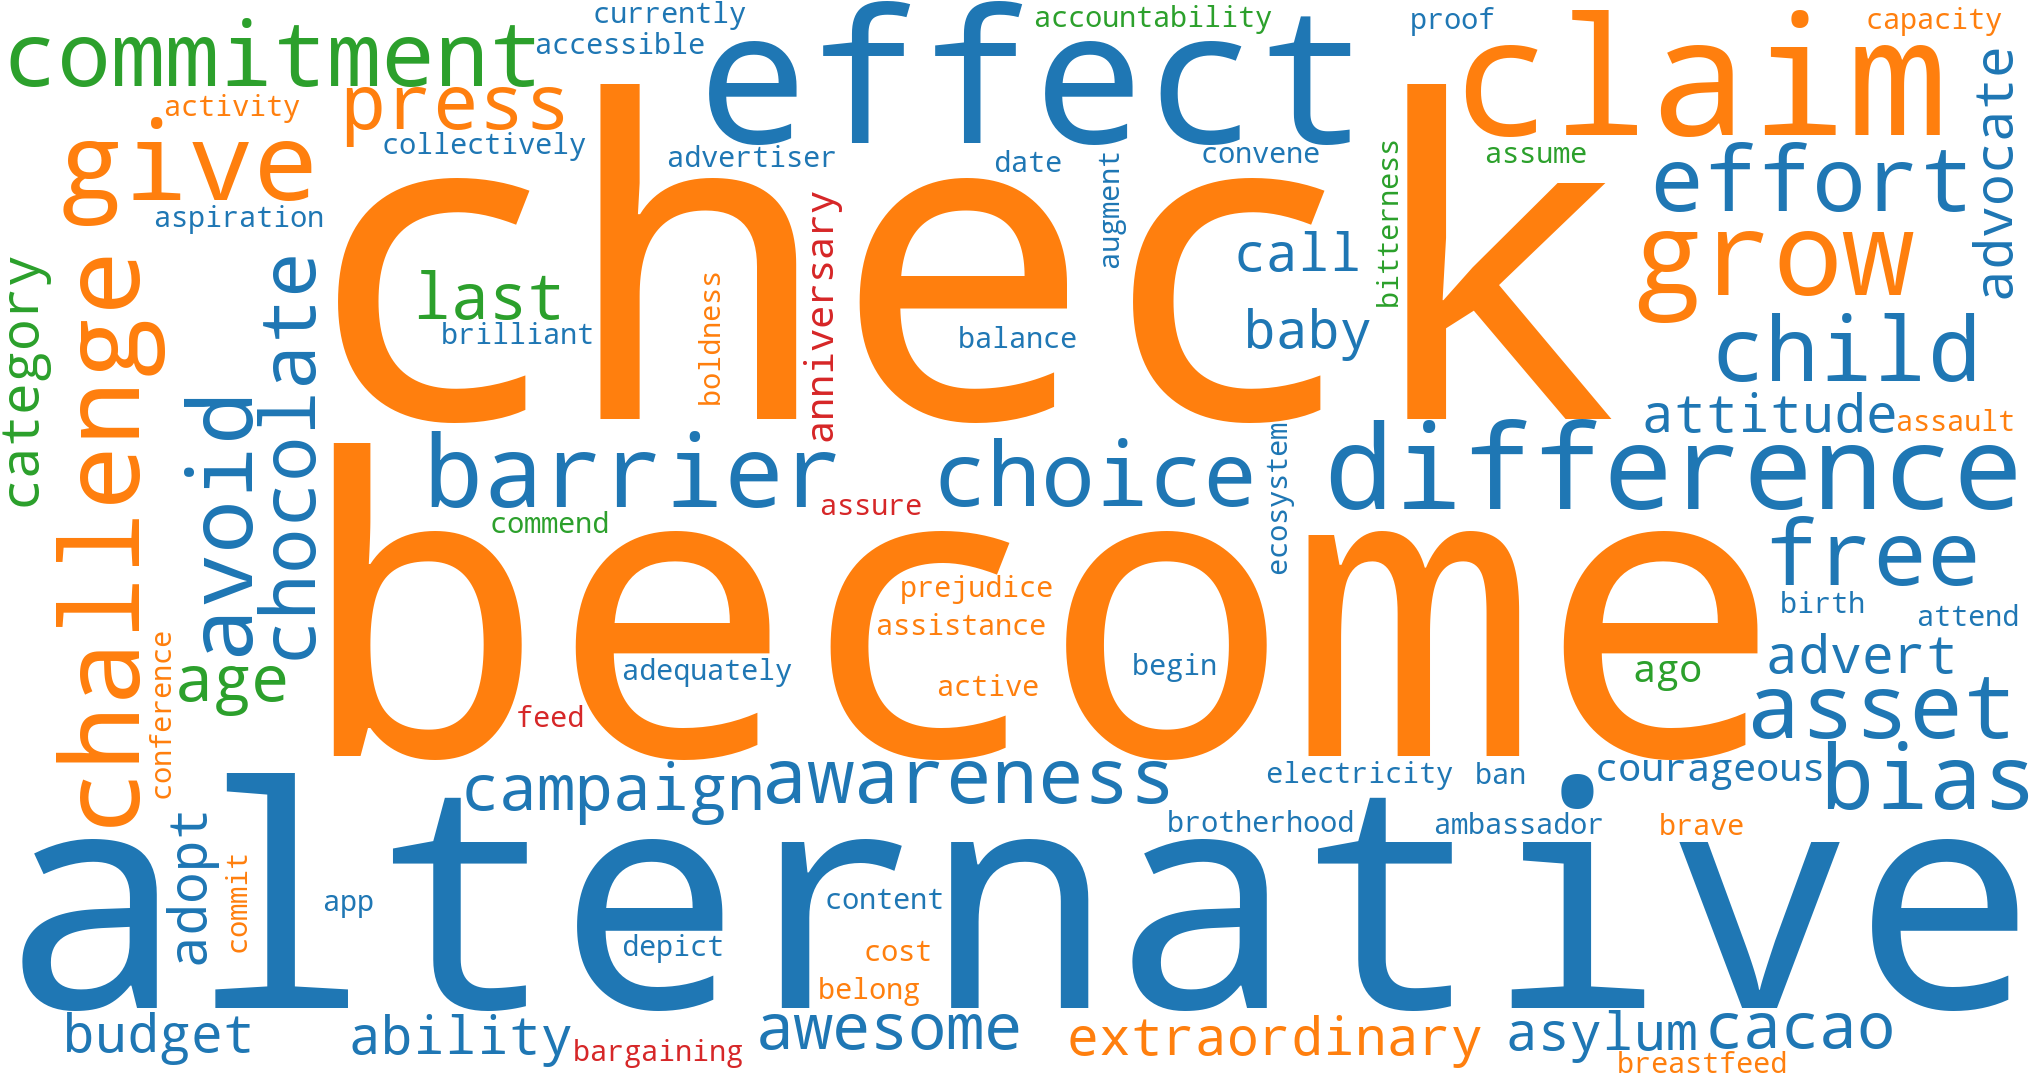 currently
accountability
proof
capacity
commitment
accessible
effect
claim
activity
press
collectively
advertiser
date
augment
convene
bitterness
assume
advocate
give
check
effort
aspiration
anniversary
call
grow
category
challenge
chocolate
last
brilliant
boldness
balance
baby
child
avoid
attitude
assault
barrier
choice
ecosystem
difference
assure
commend
become
free
prejudice
birth
attend
assistance
conference
age
adequately
active
begin
ago
advert
feed
asset
campaign
awareness
electricity
ban
courageous
bias
adopt
commit
alternative
brotherhood
ambassador
brave
app
content
depict
cost
belong
budget
ability
bargaining
awesome
extraordinary
asylum
cacao
breastfeed